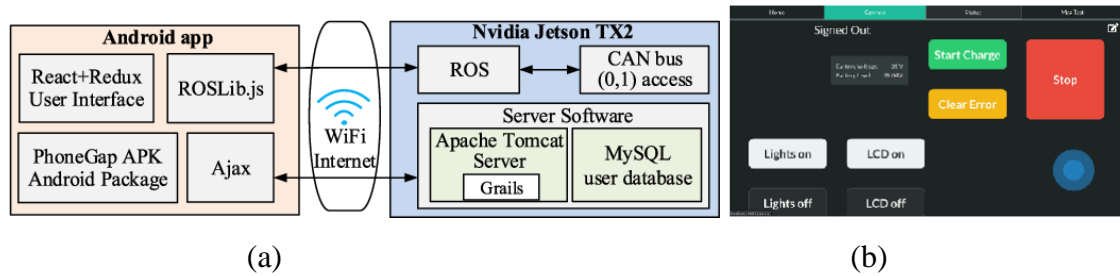 Android app
React+Redux
User Interface
ROSLib.js
PhoneGap APK
Android Package
Ajax
WiFi
Internet
Nvidia Jetson TX2
ROS
CAN bus
(0,1) access
Server Software
Apache Tomcat
Server
Grails
MySQL
user database
(a)
Home
Status
Signed Out
Start Charge
Stop
Clear Error
Lights on
LCD on
Lights off
LCD off
(b)